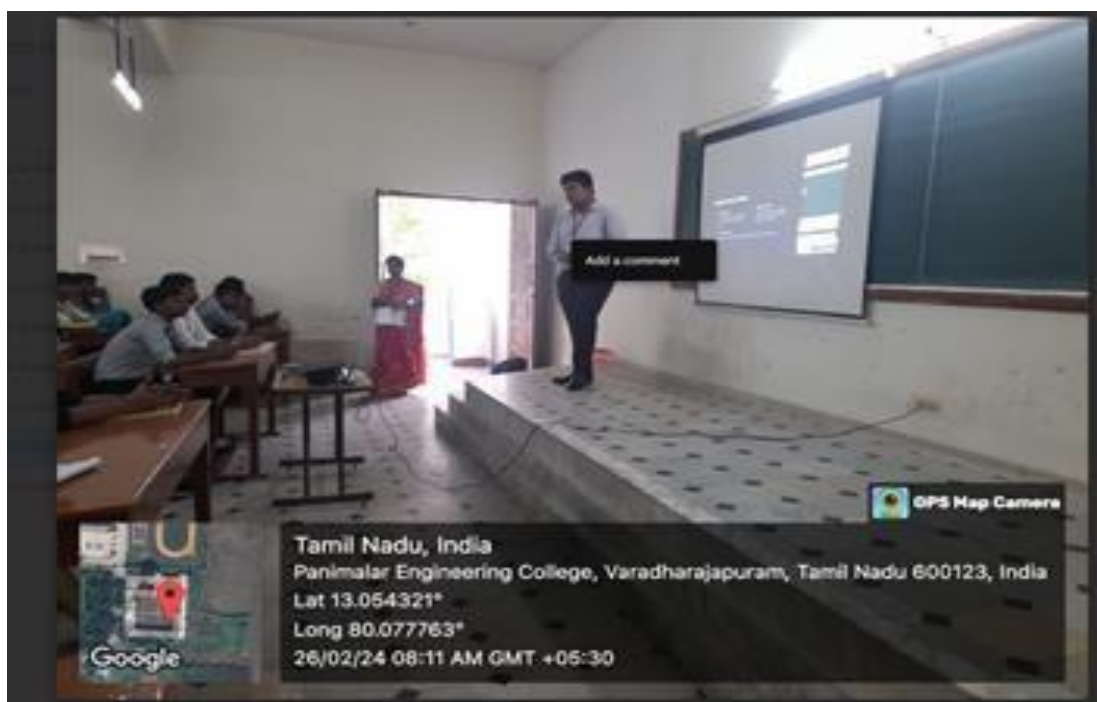 Add a comment
GPS Map Camera
Tamil Nadu, India
Panimalar Engineering College, Varadharajapuram, Tamil Nadu 600123, India
Lat 13.054321°
Long 80.077763°
26/02/24 08:11 AM GMT +05:30
Google